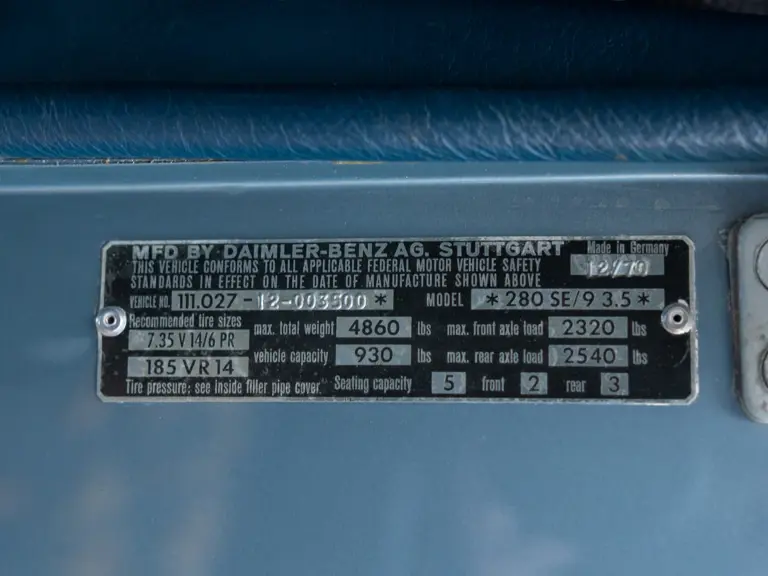 MFD BY DAIMLER-BENZ AG. STUTTGART Made in Germany
THIS VEHICLE CONFORMS TO ALL APPLICABLE FEDERAL MOTOR VEHICLE SAFETY 12/70
STANDARDS IN EFFECT ON THE DATE OF MANUFACTURE SHOWN ABOVE
VEHICLE NO. 111.027-12-003500* MODEL *280 SE/9 3.5*
Recommended tire sizes
7.35 V 14/6 PR max. total weight 4860 lbs max. front axle load 2320 lbs
185 VR 14 vehicle capacity 930 lbs max. rear axle load 2540 lbs
Tire pressure; see inside filler pipe cover. Seating capacity 5 front 2 rear 3